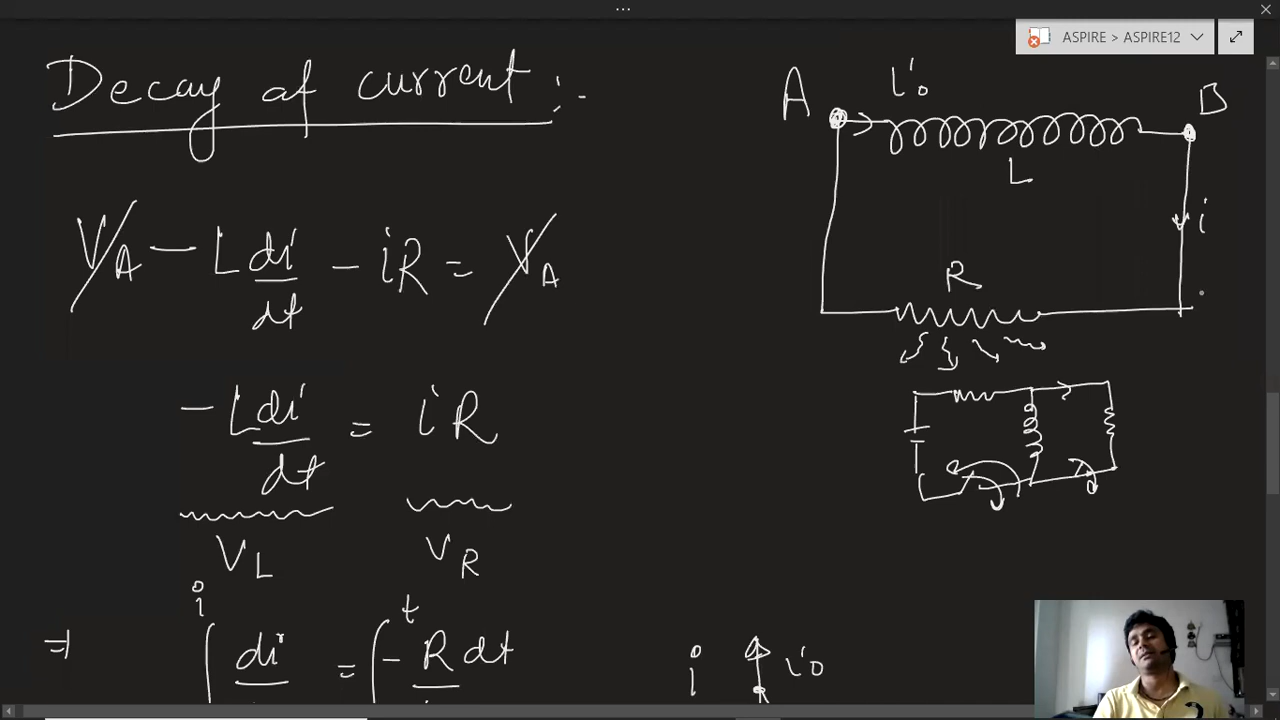 ASPIRE > ASPIRE12
Decay of current :-
A
i₀
B
L
i
R
V_A - L di/dt - iR = V_A
- L di/dt = iR
V_L
V_R
⇒ ∫ di = ∫ - R dt
i
t
i
i₀